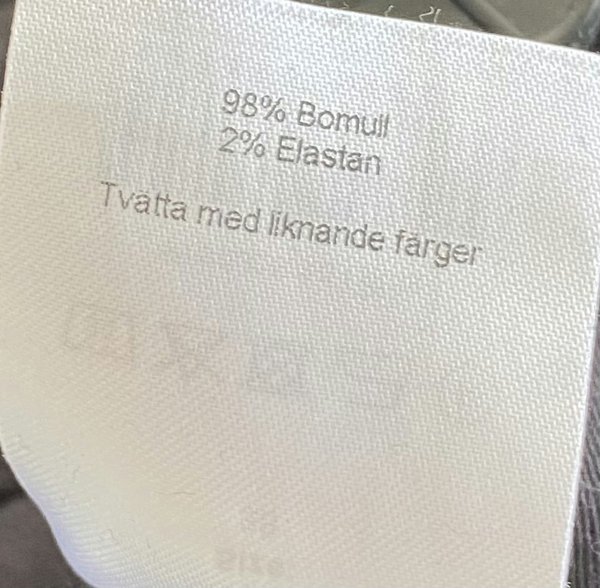 98% Bomull
2% Elastan
Tvätta med liknande färger